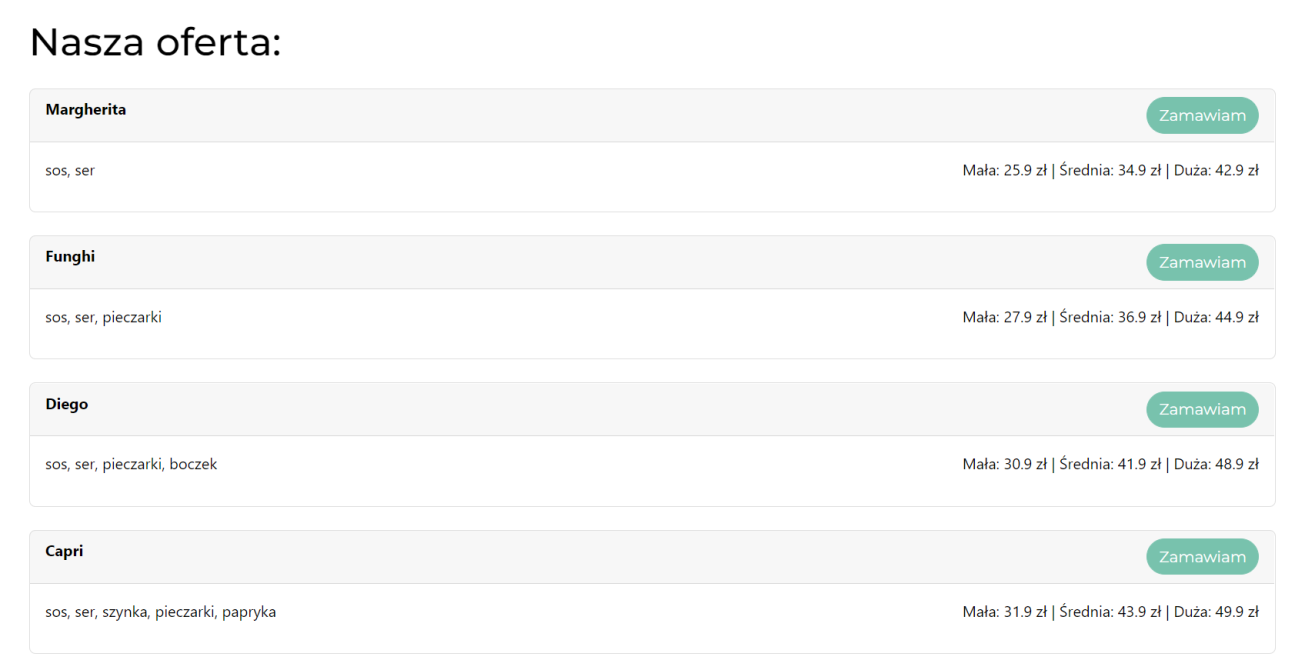 Nasza oferta:
Margherita
Zamawiam
sos, ser
Mała: 25.9 zł | Średnia: 34.9 zł | Duża: 42.9 zł
Funghi
Zamawiam
sos, ser, pieczarki
Mała: 27.9 zł | Średnia: 36.9 zł | Duża: 44.9 zł
Diego
Zamawiam
sos, ser, pieczarki, boczek
Mała: 30.9 zł | Średnia: 41.9 zł | Duża: 48.9 zł
Capri
Zamawiam
sos, ser, szynka, pieczarki, papryka
Mała: 31.9 zł | Średnia: 43.9 zł | Duża: 49.9 zł